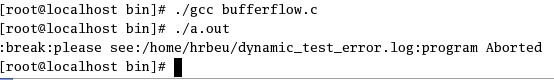 [root@localhost bin]# ./gcc bufferflow.c
[root@localhost bin]# ./a.out
:break:please see:/home/hrbeu/dynamic_test_error.log:program Aborted
[root@localhost bin]#